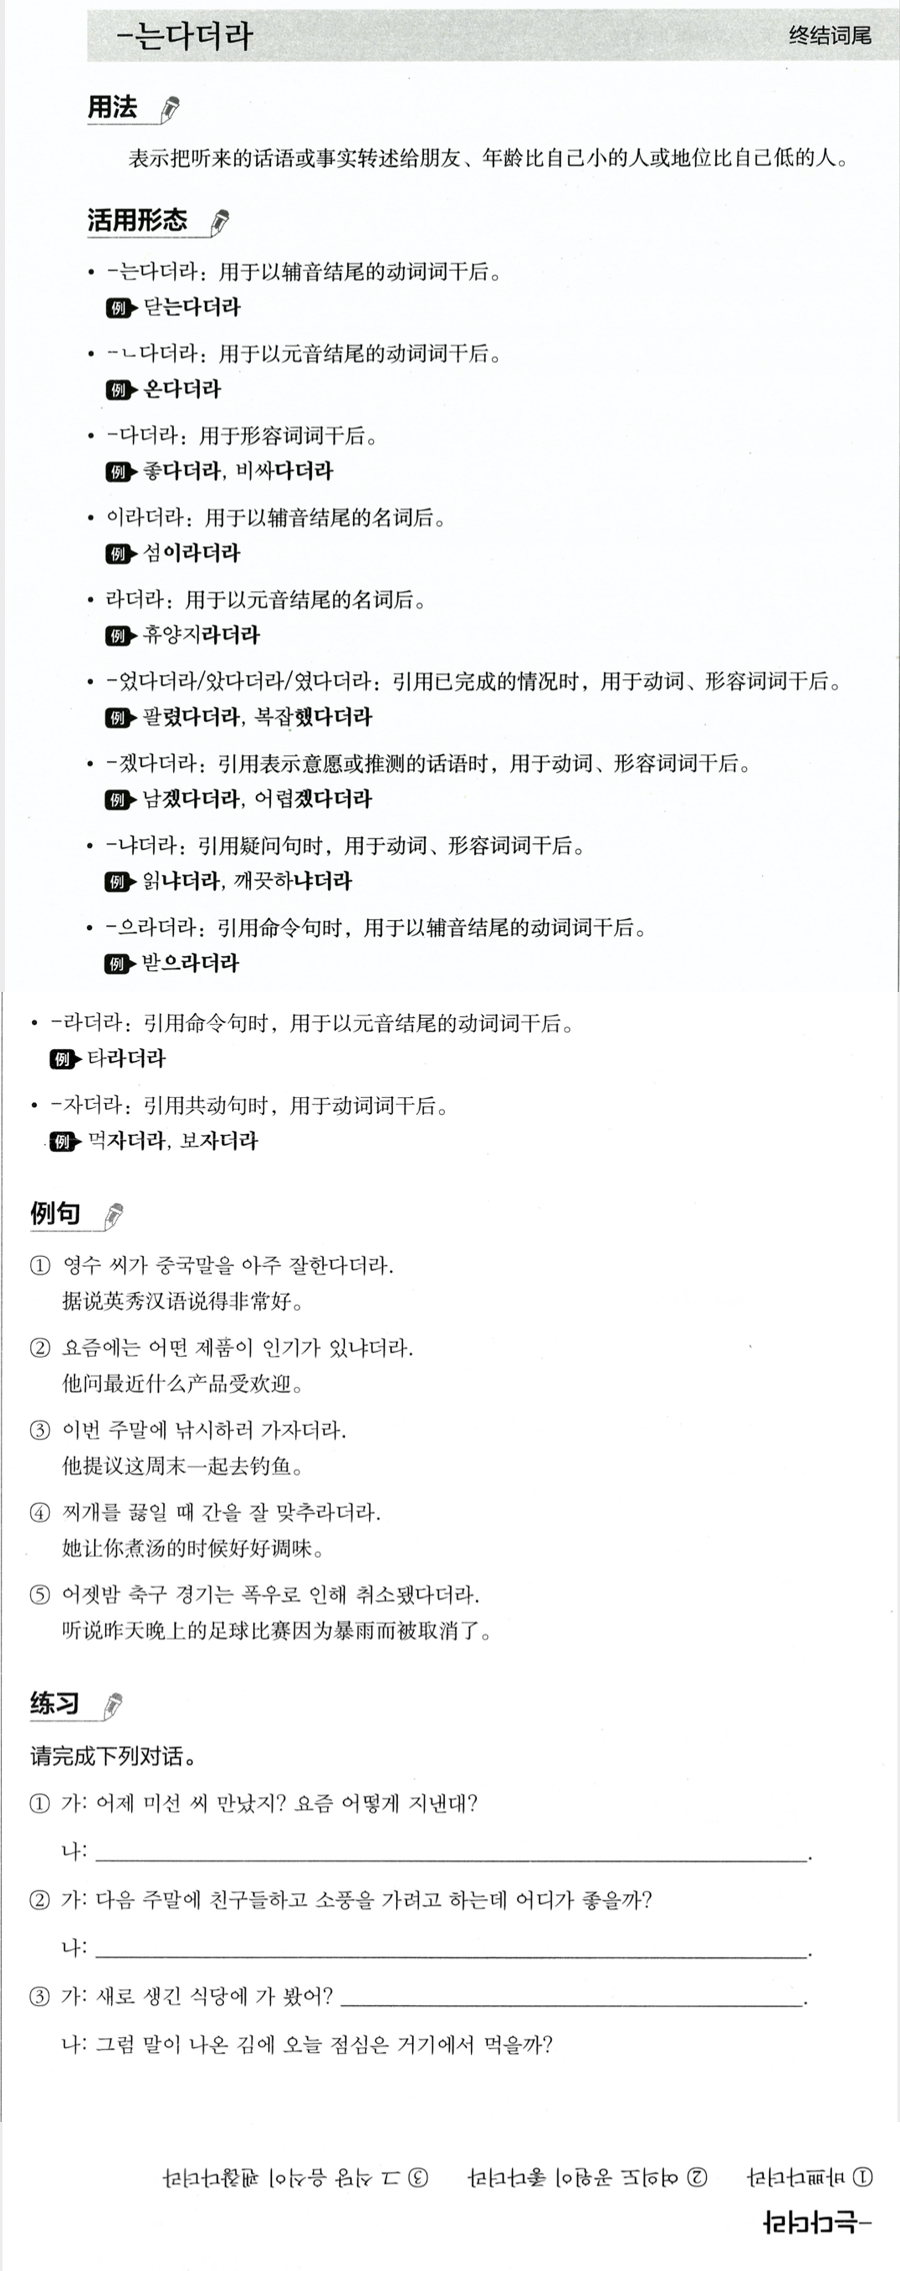 -는다더라 终结词尾
用法
表示把听来的话语或事实转述给朋友、年龄比自己小的人或地位比自己低的人。
活用形态
• -는다더라：用于以辅音结尾的动词词干后。
例 닫는다더라
• -ㄴ다더라：用于以元音结尾的动词词干后。
例 온다더라
• -다더라：用于形容词词干后。
例 좋다더라, 비싸다더라
• 이라더라：用于以辅音结尾的名词后。
例 섬이라더라
• 라더라：用于以元音结尾的名词后。
例 휴양지라더라
• -었다더라/았다더라/였다더라：引用已完成的情况时，用于动词、形容词词干后。
例 팔렸다더라, 복잡했다더라
• -겠다더라：引用表示意愿或推测的话语时，用于动词、形容词词干后。
例 남겠다더라, 어렵겠다더라
• -냐더라：引用疑问句时，用于动词、形容词词干后。
例 읽냐더라, 깨끗하냐더라
• -으라더라：引用命令句时，用于以辅音结尾的动词词干后。
例 받으라더라
• -라더라：引用命令句时，用于以元音结尾的动词词干后。
例 타라더라
• -자더라：引用共动句时，用于动词词干后。
例 먹자더라, 보자더라
例句
① 영수 씨가 중국말을 아주 잘한다더라.
据说英秀汉语说得非常好。
② 요즘에는 어떤 제품이 인기가 있냐더라.
他问最近什么产品受欢迎。
③ 이번 주말에 낚시하러 가자더라.
他提议这周末一起去钓鱼。
④ 찌개를 끓일 때 간을 잘 맞추라더라.
她让你煮汤的时候好好调味。
⑤ 어젯밤 축구 경기는 폭우로 인해 취소됐다더라.
听说昨天晚上的足球比赛因为暴雨而被取消了。
练习
请完成下列对话。
① 가: 어제 미선 씨 만났지? 요즘 어떻게 지낸대?
나: ______.
② 가: 다음 주말에 친구들하고 소풍을 가려고 하는데 어디가 좋을까?
나: ______.
③ 가: 새로 생긴 식당에 가 봤어? ______.
나: 그럼 말이 나온 김에 오늘 점심은 거기에서 먹을까?
-는다더라
① 바쁘다더라 ② 여의도 공원이 좋다더라 ③ 그 식당 음식이 괜찮다더라